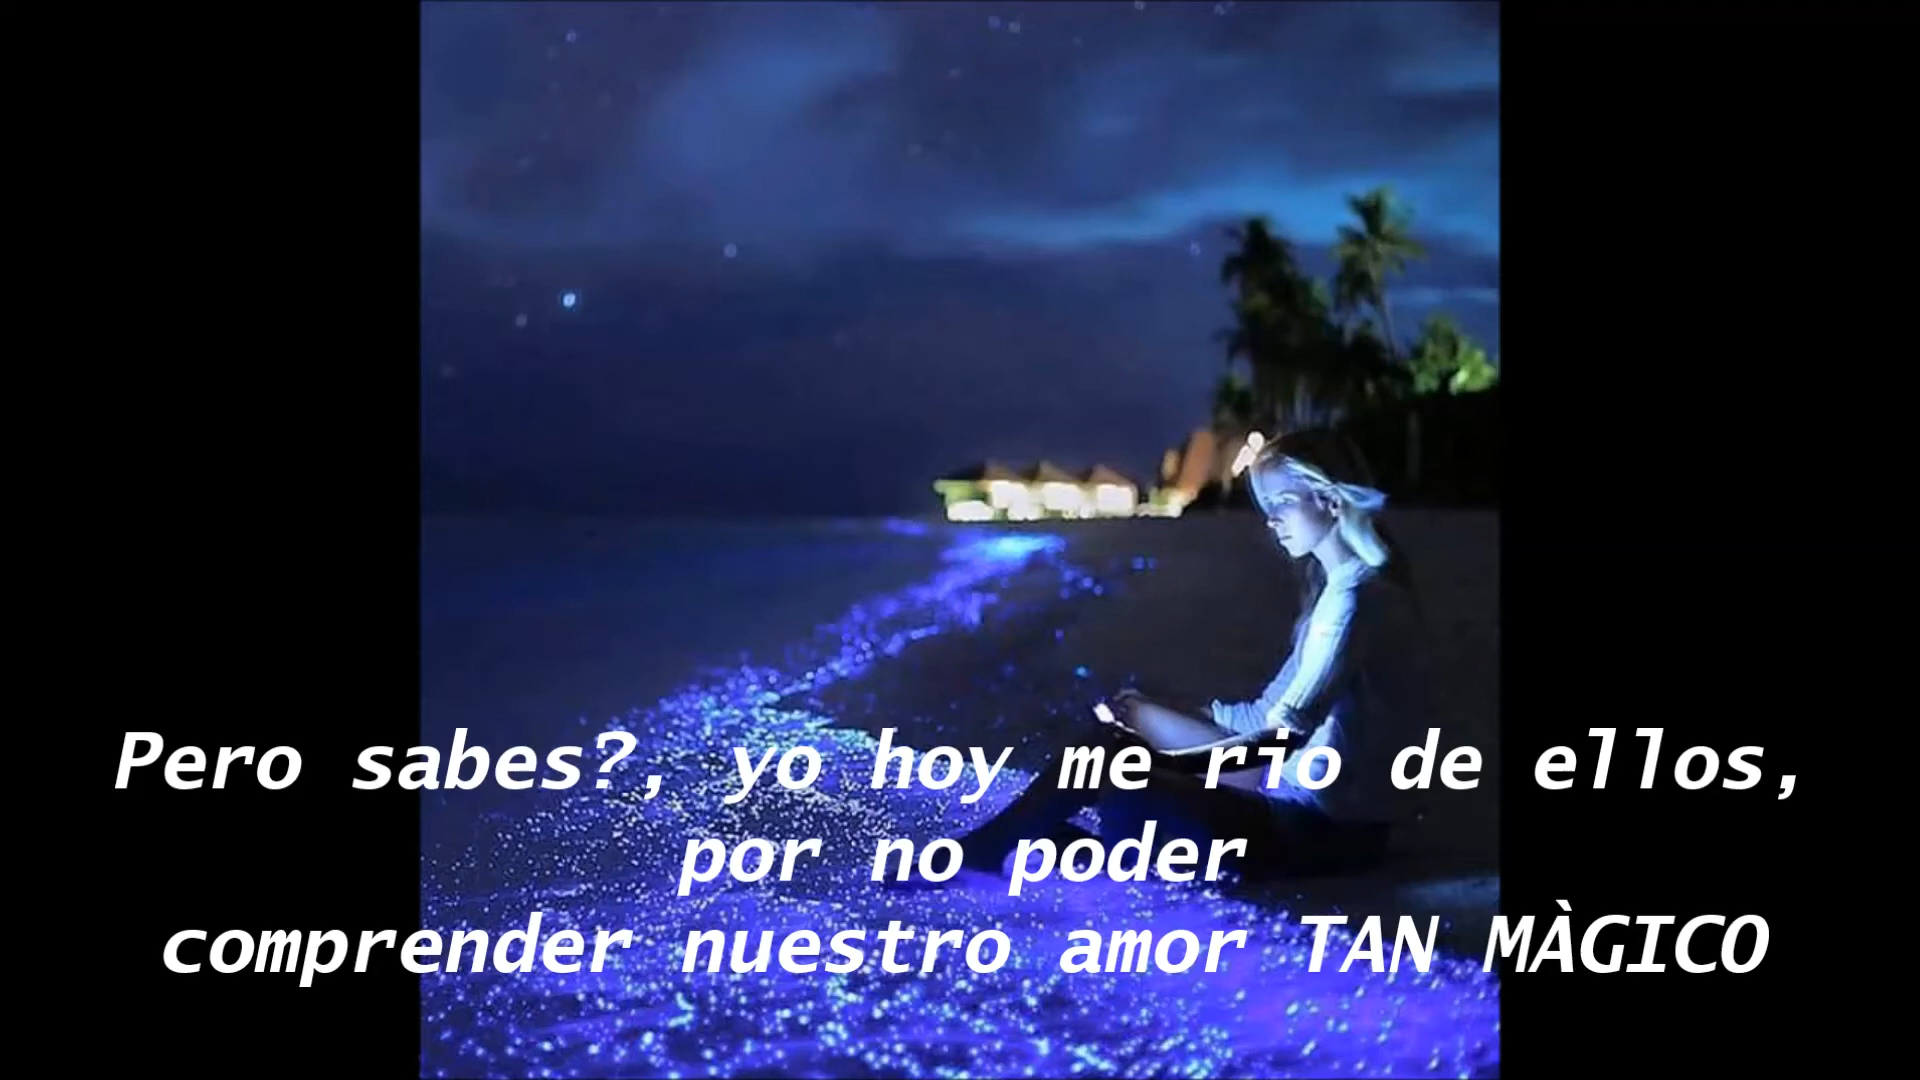 Pero sabes?, yo hoy me rio de ellos,
por no poder
comprender nuestro amor TAN MÀGICO